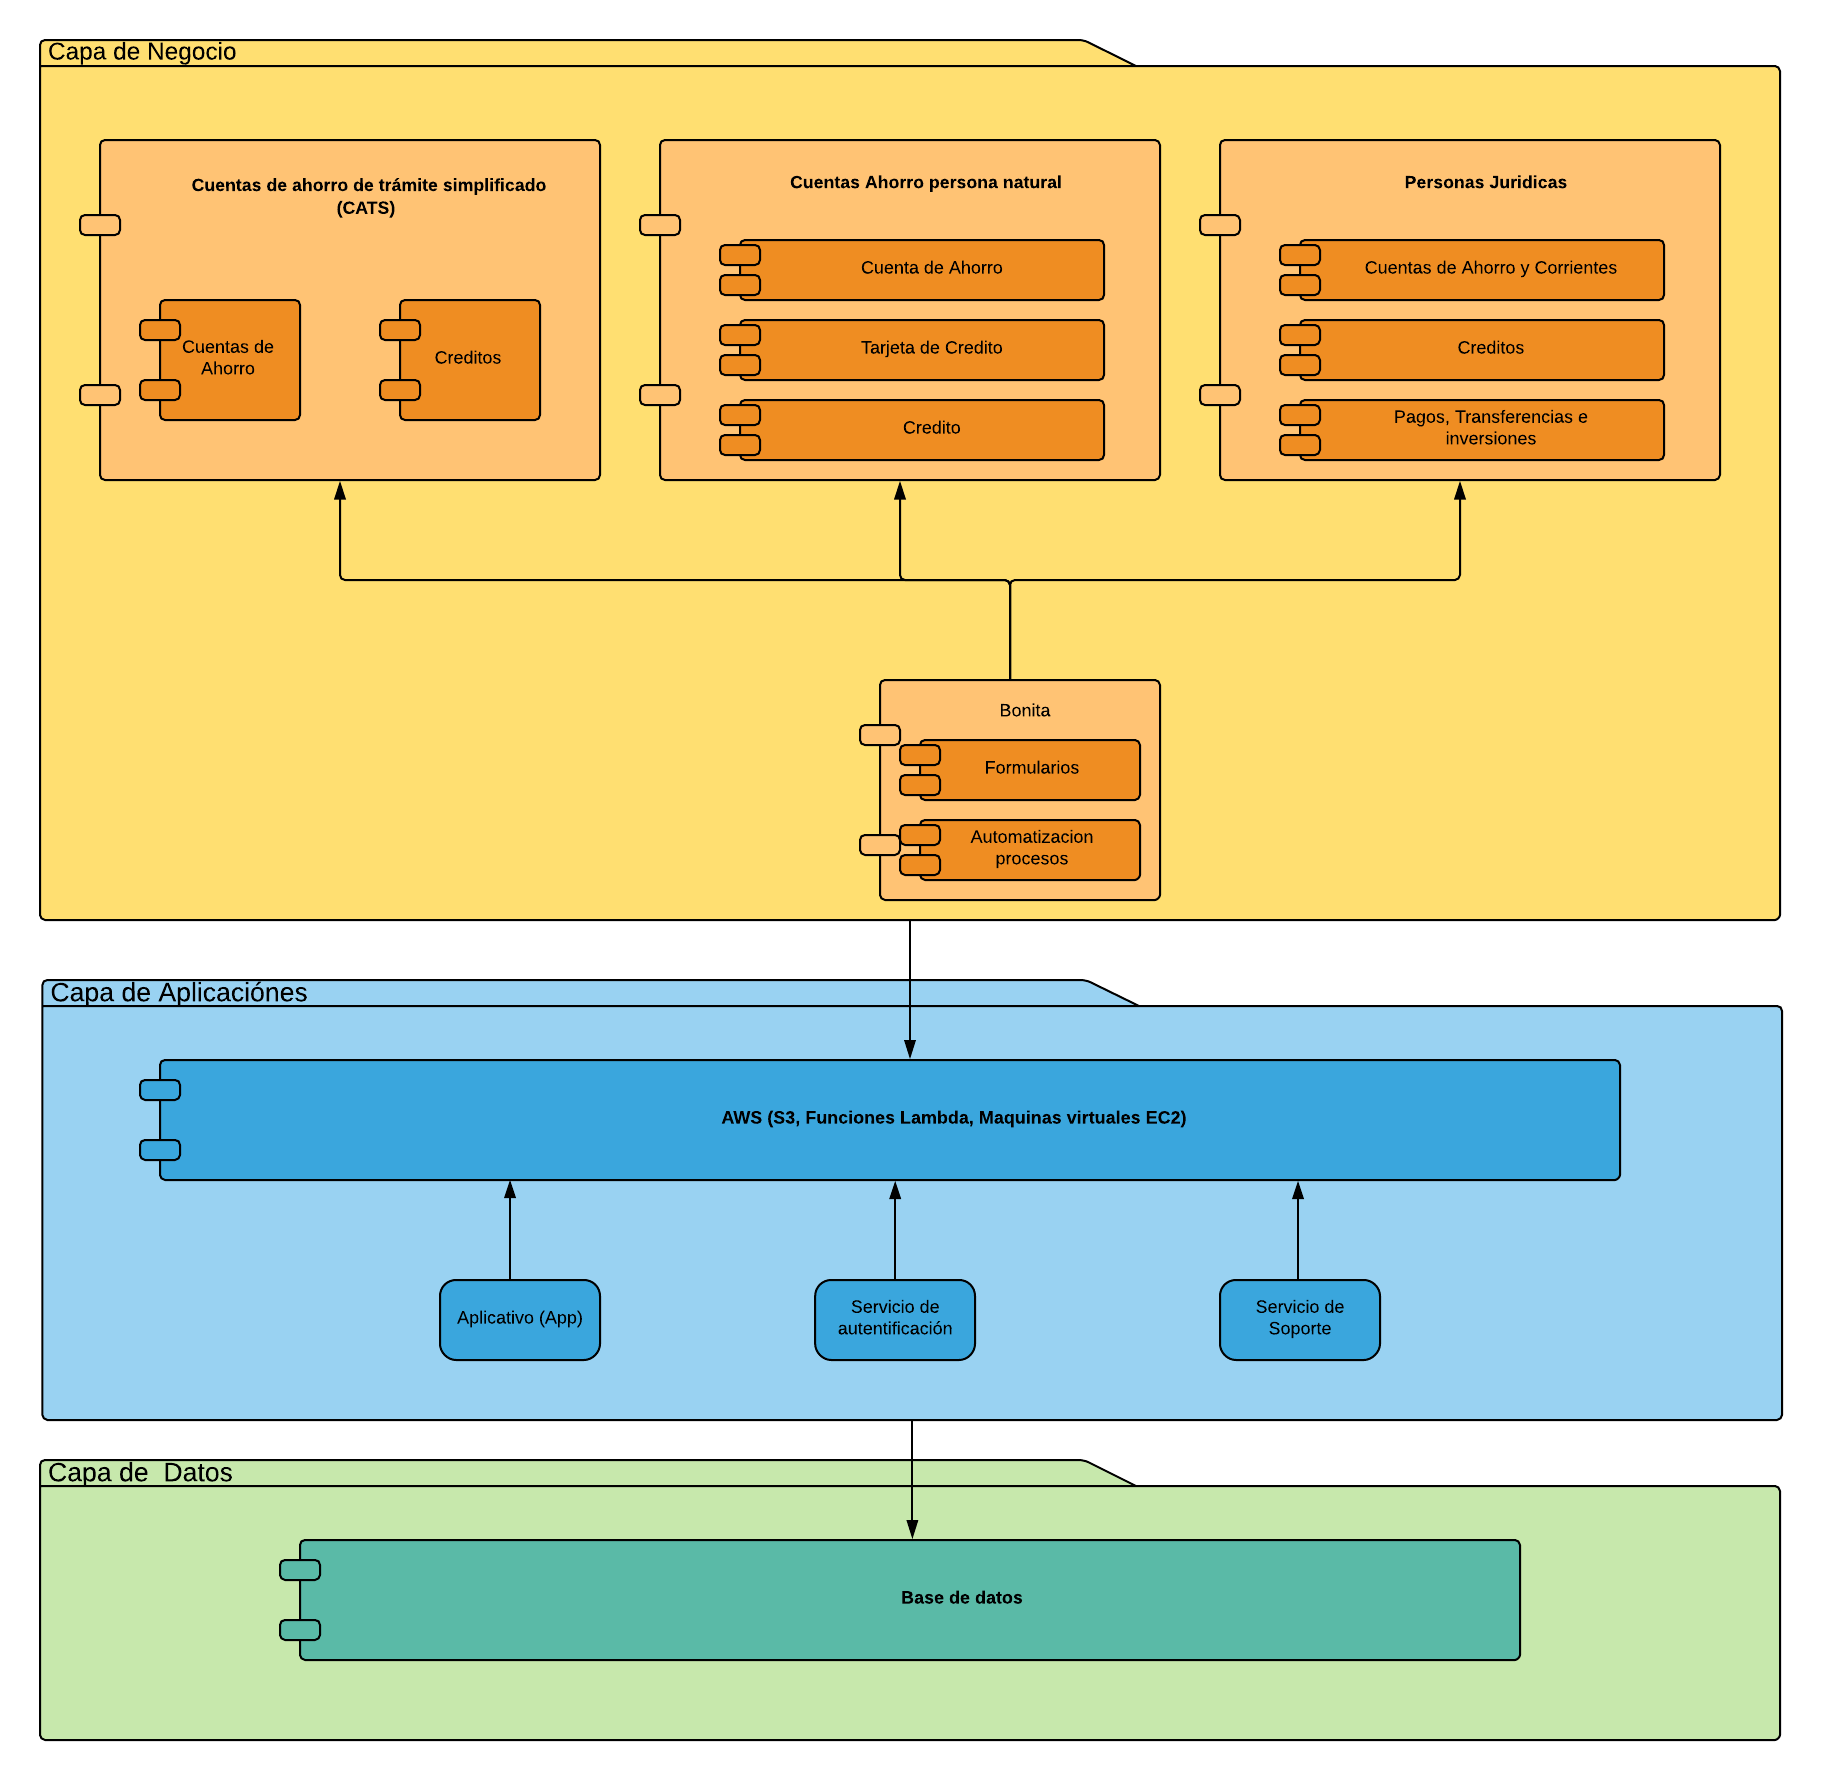 Capa de Negocio
Cuentas de ahorro de trámite simplificado
(CATS)
Cuentas de
Ahorro
Creditos
Cuentas Ahorro persona natural
Cuenta de Ahorro
Tarjeta de Credito
Credito
Personas Juridicas
Cuentas de Ahorro y Corrientes
Creditos
Pagos, Transferencias e
inversiones
Bonita
Formularios
Automatizacion
procesos
Capa de Aplicaciónes
AWS (S3, Funciones Lambda, Maquinas virtuales EC2)
Aplicativo (App)
Servicio de
autentificación
Servicio de
Soporte
Capa de  Datos
Base de datos